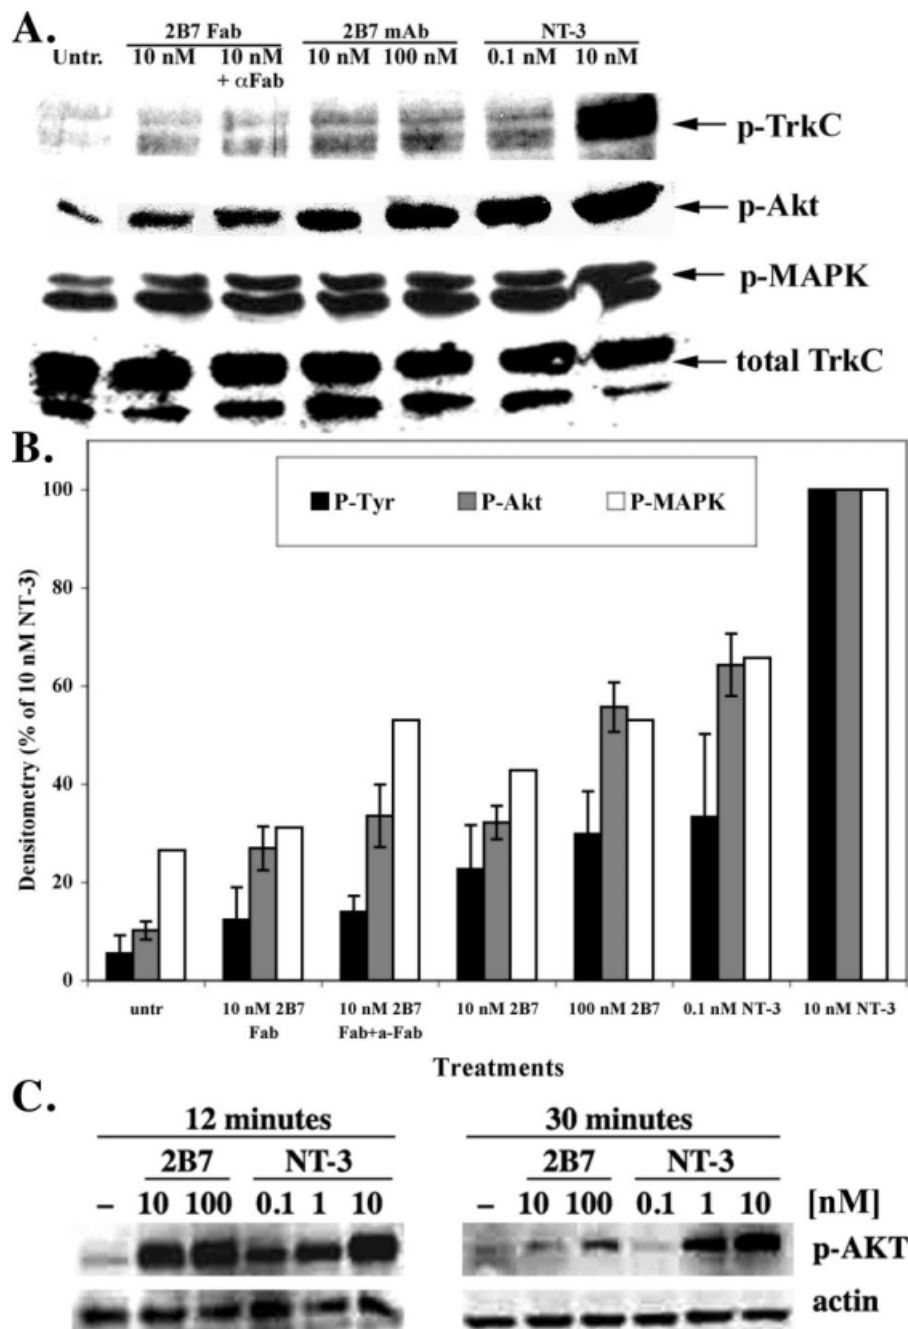 A.
2B7 Fab 2B7 mAb NT-3
Untr. 10 nM 10 nM 10 nM 100 nM 0.1 nM 10 nM
+ αFab
p-TrkC
p-Akt
p-MAPK
total TrkC
B.
P-Tyr P-Akt P-MAPK
Densitometry (% of 10 nM NT-3)
100
80
60
40
20
0
untr 10 nM 2B7 10 nM 2B7 10 nM 2B7 100 nM 2B7 0.1 nM NT-3 10 nM NT-3
Fab Fab+a-Fab
Treatments
C.
12 minutes 30 minutes
2B7 NT-3 2B7 NT-3
– 10 100 0.1 1 10 – 10 100 0.1 1 10 [nM]
p-AKT
actin